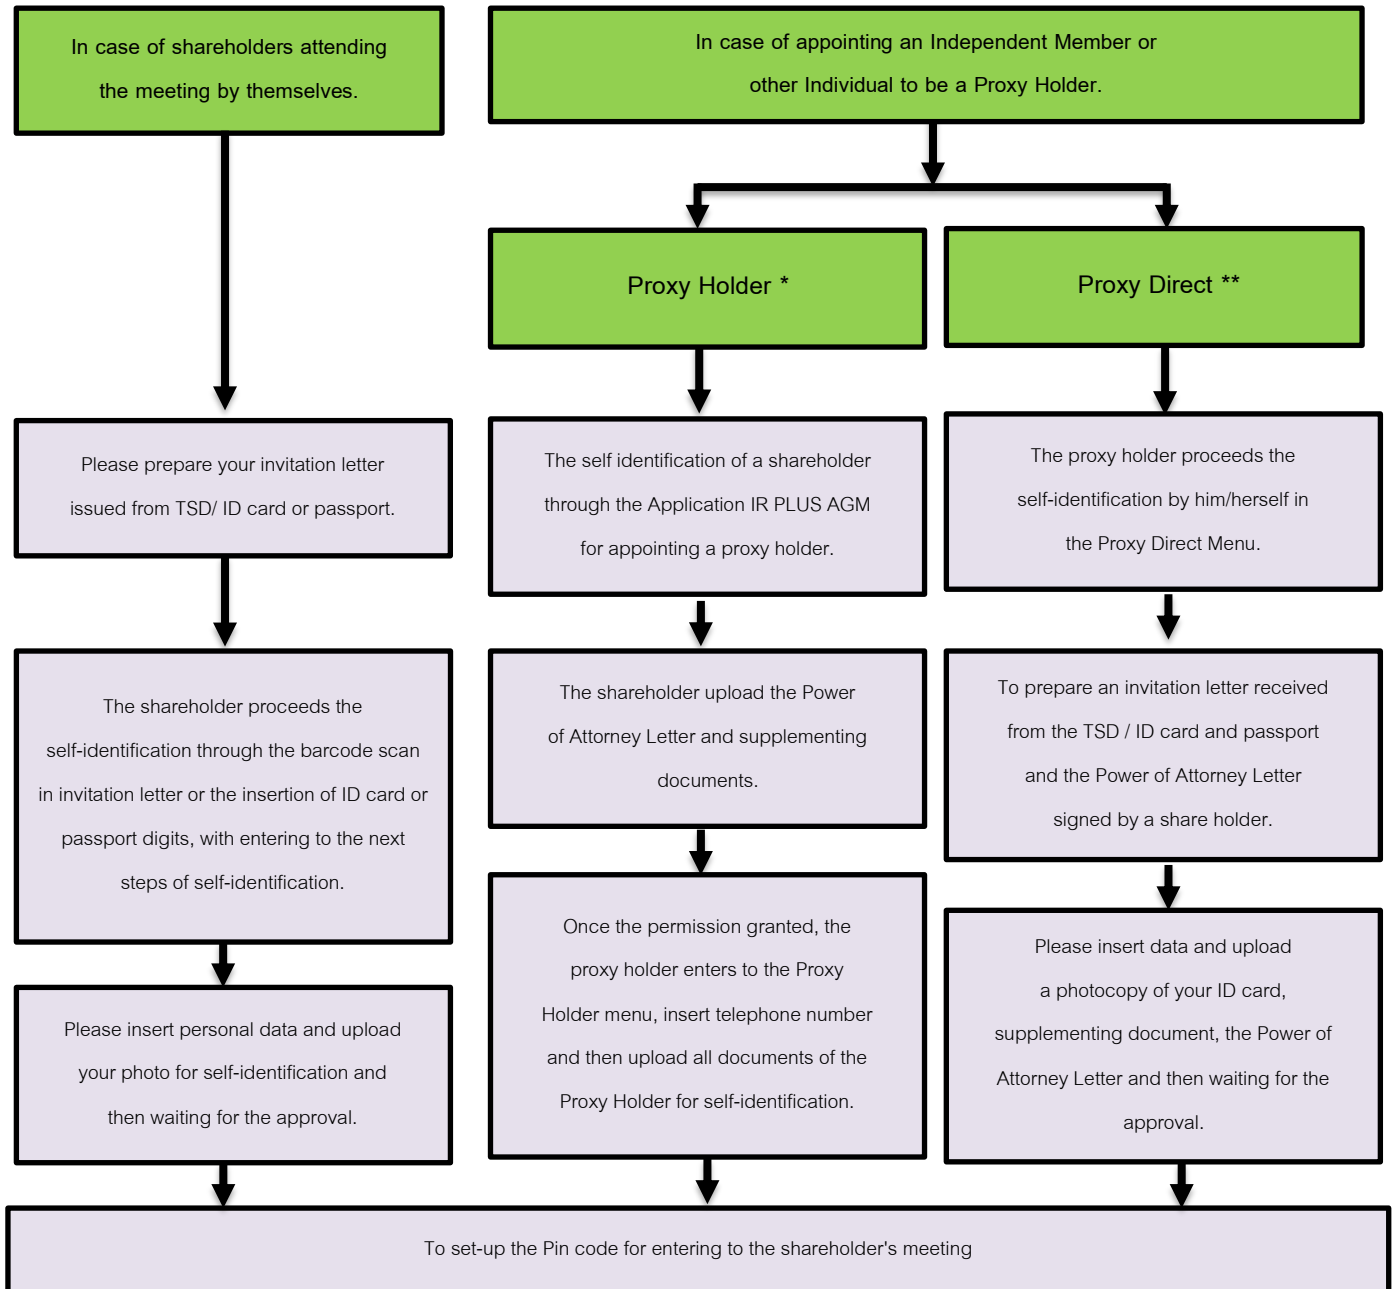 In case of shareholders attending
the meeting by themselves.
In case of appointing an Independent Member or
other Individual to be a Proxy Holder.
Proxy Holder *
Proxy Direct **
Please prepare your invitation letter
issued from TSD/ ID card or passport.
The self identification of a shareholder
through the Application IR PLUS AGM
for appointing a proxy holder.
The proxy holder proceeds the
self-identification by him/herself in
the Proxy Direct Menu.
The shareholder proceeds the
self-identification through the barcode scan
in invitation letter or the insertion of ID card or
passport digits, with entering to the next
steps of self-identification.
The shareholder upload the Power
of Attorney Letter and supplementing
documents.
To prepare an invitation letter received
from the TSD / ID card and passport
and the Power of Attorney Letter
signed by a share holder.
Please insert personal data and upload
your photo for self-identification and
then waiting for the approval.
Once the permission granted, the
proxy holder enters to the Proxy
Holder menu, insert telephone number
and then upload all documents of the
Proxy Holder for self-identification.
Please insert data and upload
a photocopy of your ID card,
supplementing document, the Power of
Attorney Letter and then waiting for the
approval.
To set-up the Pin code for entering to the shareholder's meeting